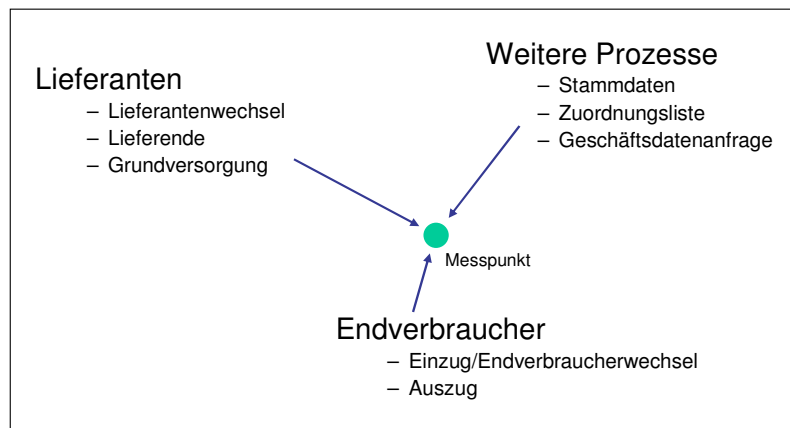 Lieferanten
– Lieferantenwechsel
– Lieferende
– Grundversorgung
Weitere Prozesse
– Stammdaten
– Zuordnungsliste
– Geschäftsdatenanfrage
Messpunkt
Endverbraucher
– Einzug/Endverbraucherwechsel
– Auszug